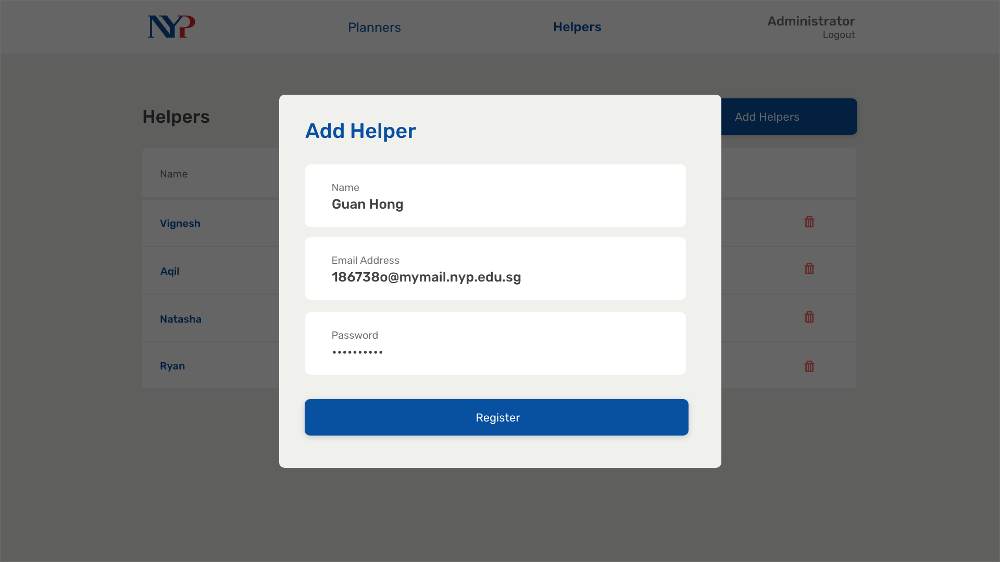 NYP
Planners
Helpers
Administrator
Logout
Helpers
Add Helpers
Name
Vignesh
Aqil
Natasha
Ryan
Add Helper
Name
Guan Hong
Email Address
186738o@mymail.nyp.edu.sg
Password
••••••••••
Register